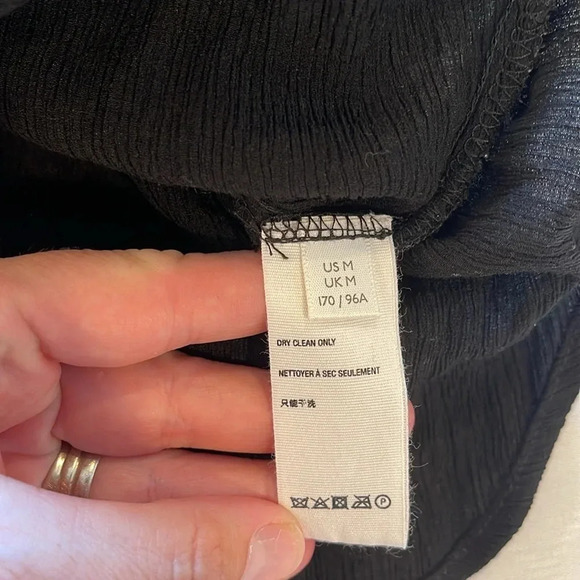 US M
UK M
170 / 96A
DRY CLEAN ONLY
NETTOYER À SEC SEULEMENT
只能干洗
P